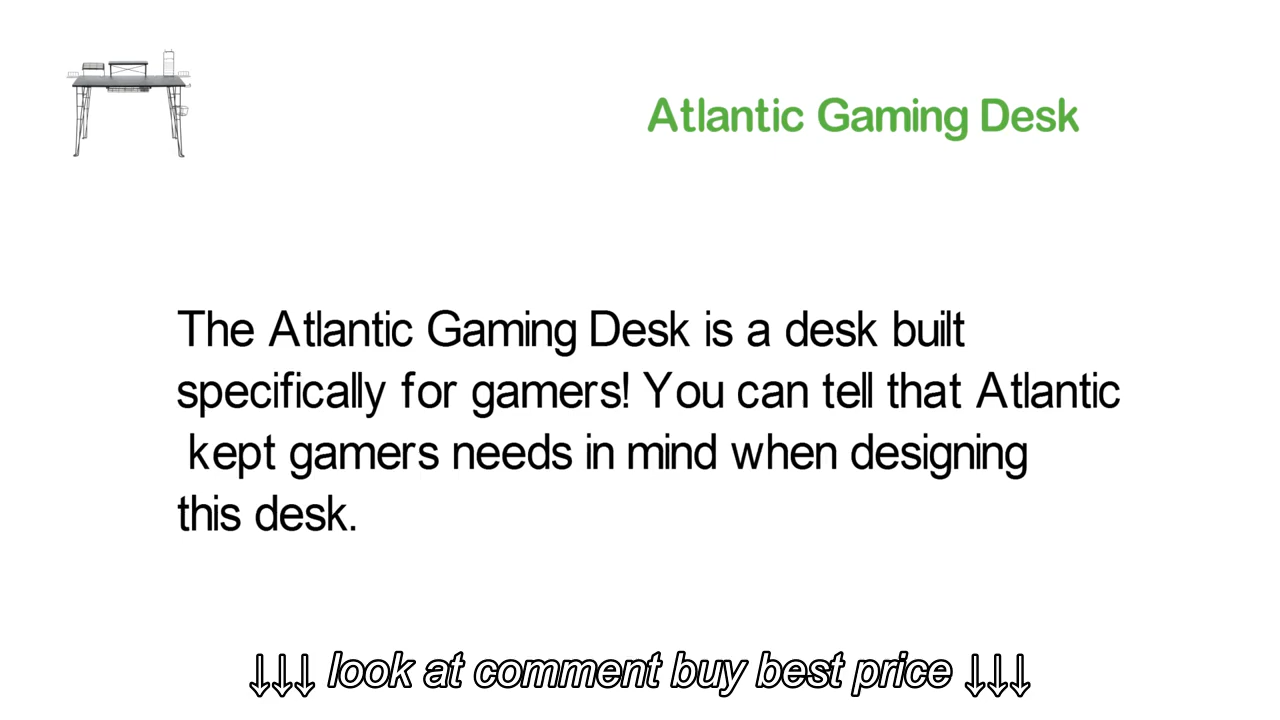 Atlantic Gaming Desk
The Atlantic Gaming Desk is a desk built
specifically for gamers! You can tell that Atlantic
kept gamers needs in mind when designing
this desk.
↓↓↓ look at comment buy best price ↓↓↓